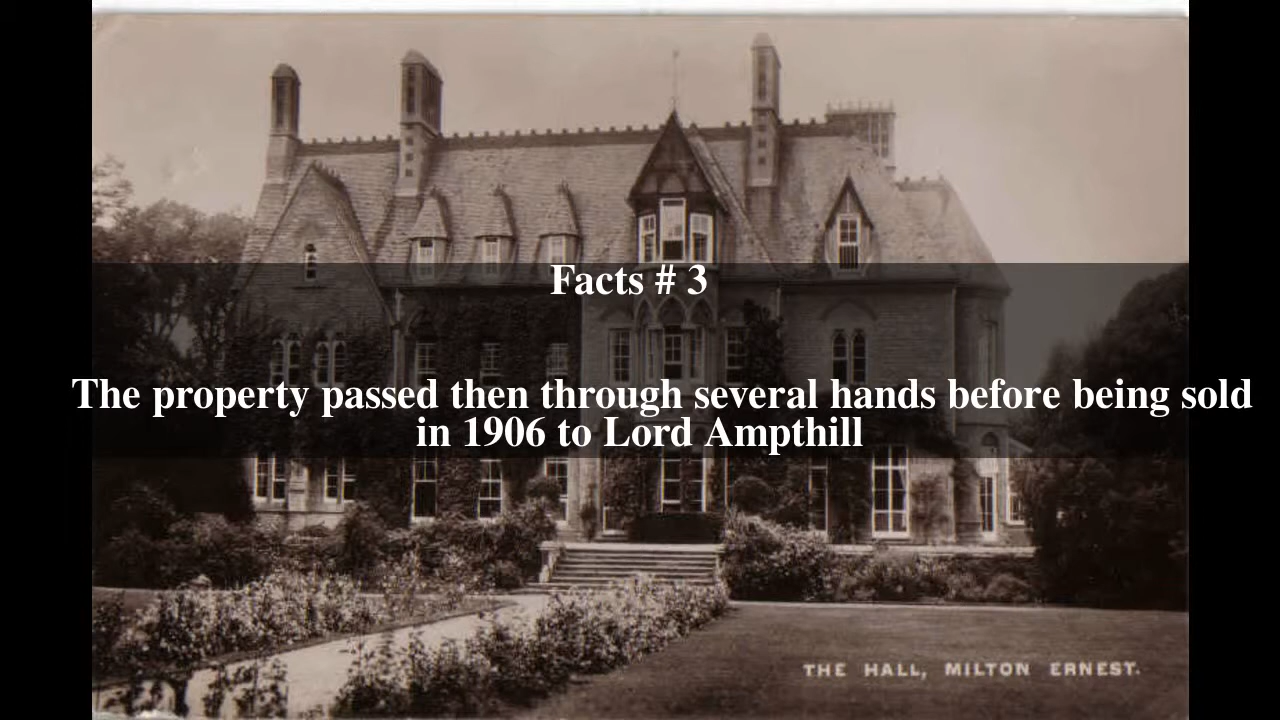 Facts # 3
The property passed then through several hands before being sold
in 1906 to Lord Ampthill
THE HALL, MILTON ERNEST.